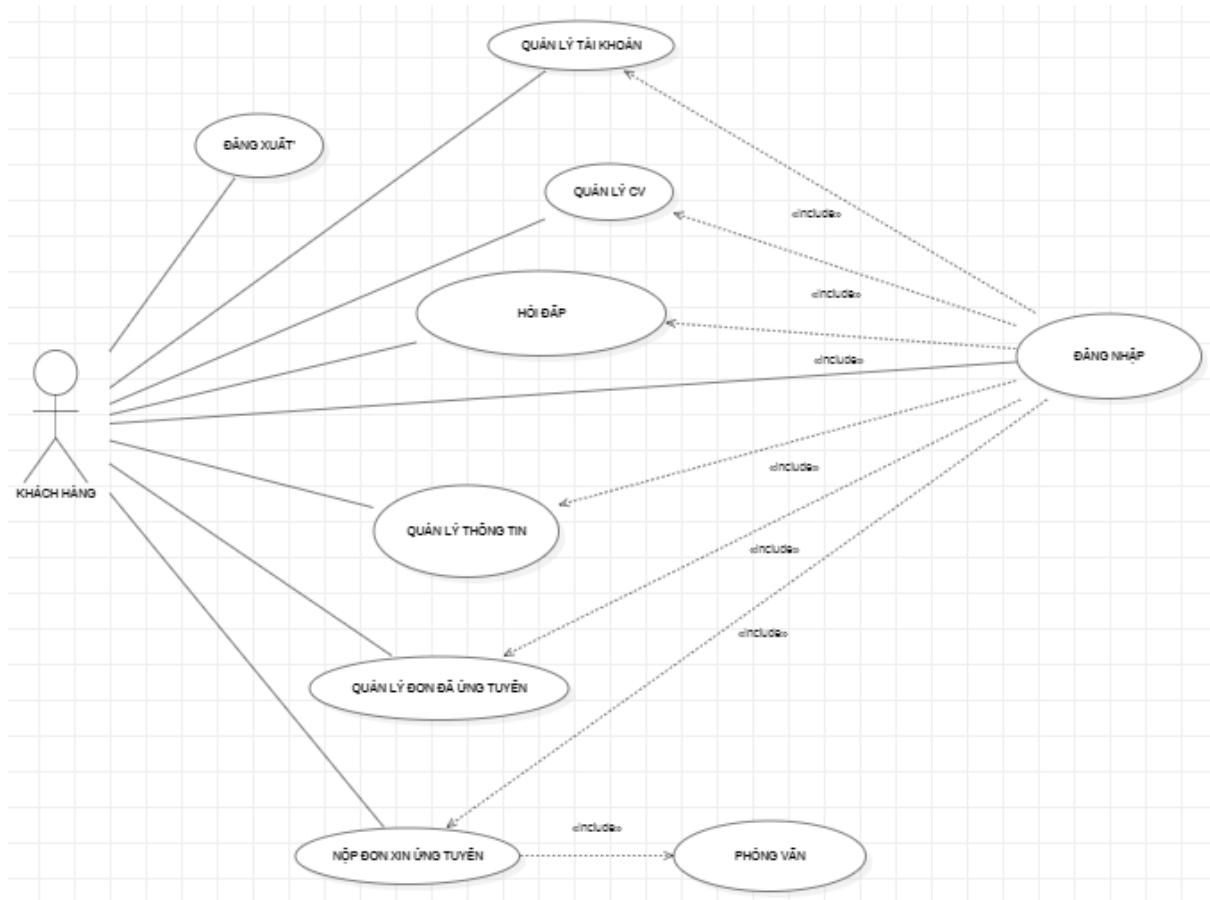 QUẢN LÝ TÀI KHOẢN
ĐĂNG XUẤT'
QUẢN LÝ CV
«include»
«include»
HỎI ĐÁP
ĐĂNG NHẬP
«include»
«include»
KHÁCH HÀNG
QUẢN LÝ THÔNG TIN
«include»
«include»
QUẢN LÝ ĐƠN ĐÃ ỨNG TUYỂN
«include»
NỘP ĐƠN XIN ỨNG TUYỂN
PHỎNG VẤN